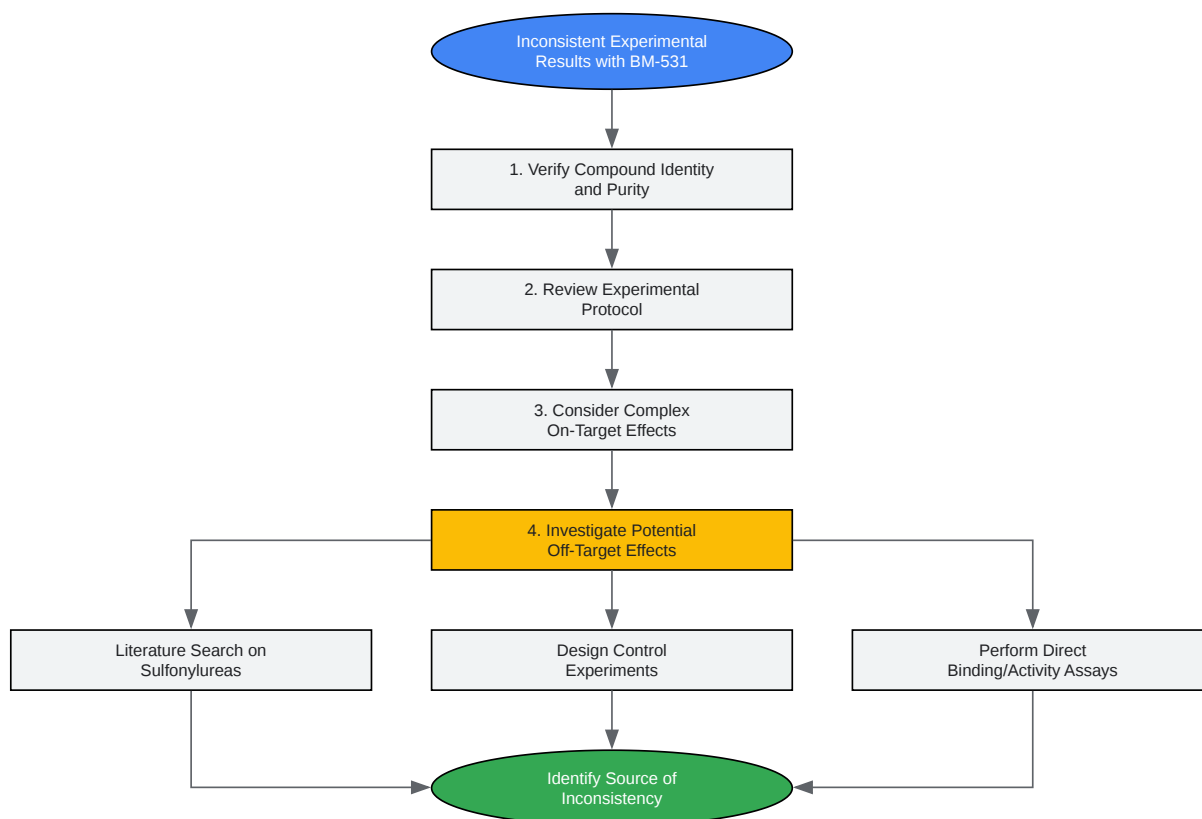 Inconsistent Experimental
Results with BM-531
1. Verify Compound Identity
and Purity
2. Review Experimental
Protocol
3. Consider Complex
On-Target Effects
4. Investigate Potential
Off-Target Effects
Literature Search on
Sulfonylureas
Design Control
Experiments
Perform Direct
Binding/Activity Assays
Identify Source of
Inconsistency